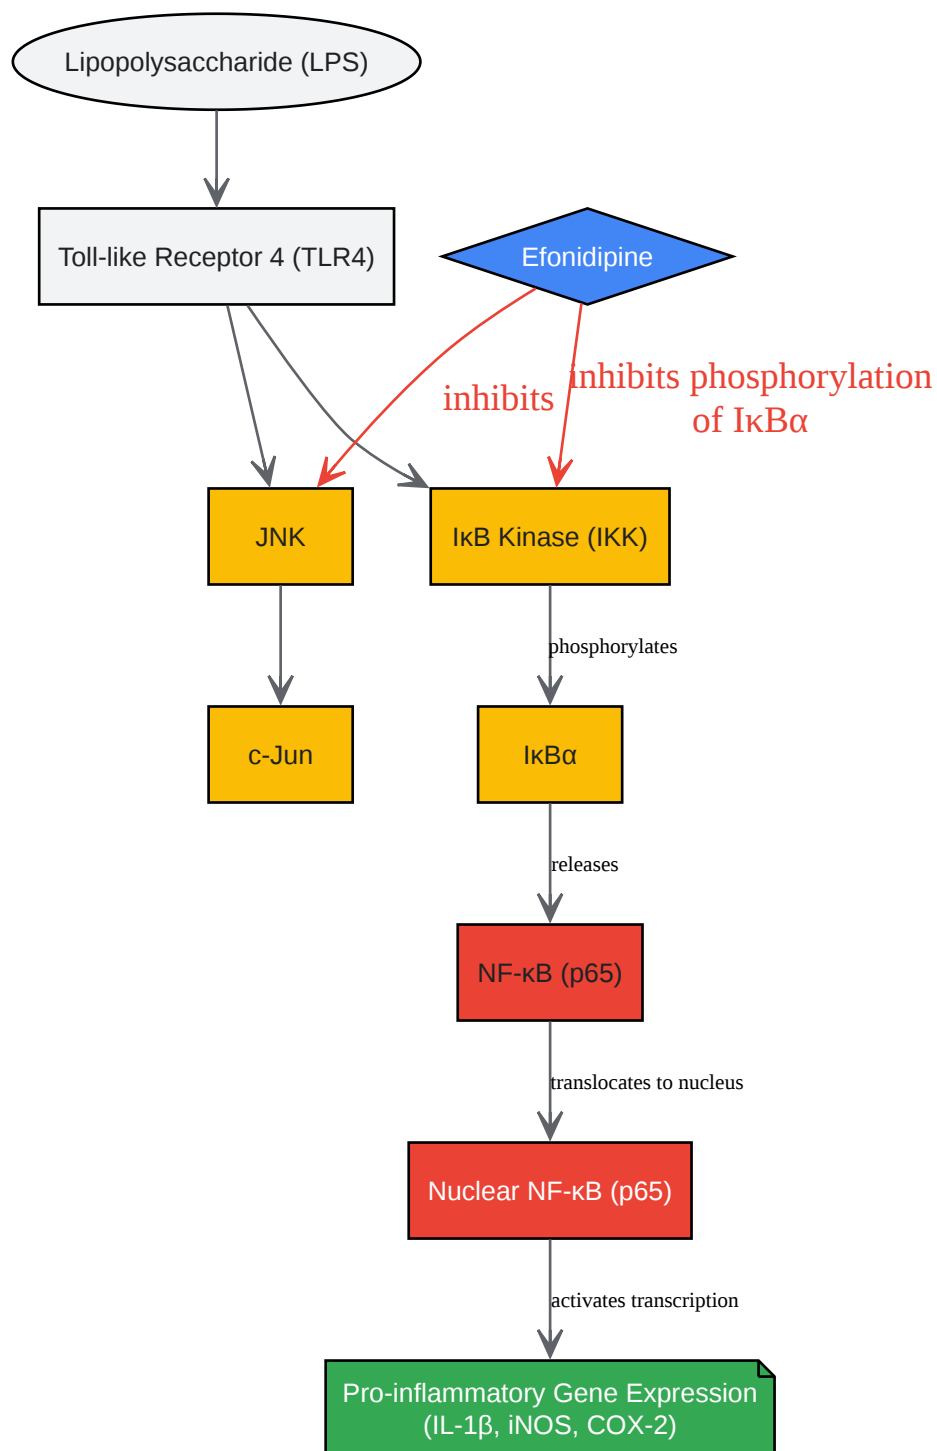 Lipopolysaccharide (LPS)
Toll-like Receptor 4 (TLR4)
Efonidipine
inhibits
inhibits phosphorylation
of IκBα
JNK
IκB Kinase (IKK)
phosphorylates
c-Jun
IκBα
releases
NF-κB (p65)
translocates to nucleus
Nuclear NF-κB (p65)
activates transcription
Pro-inflammatory Gene Expression
(IL-1β, iNOS, COX-2)